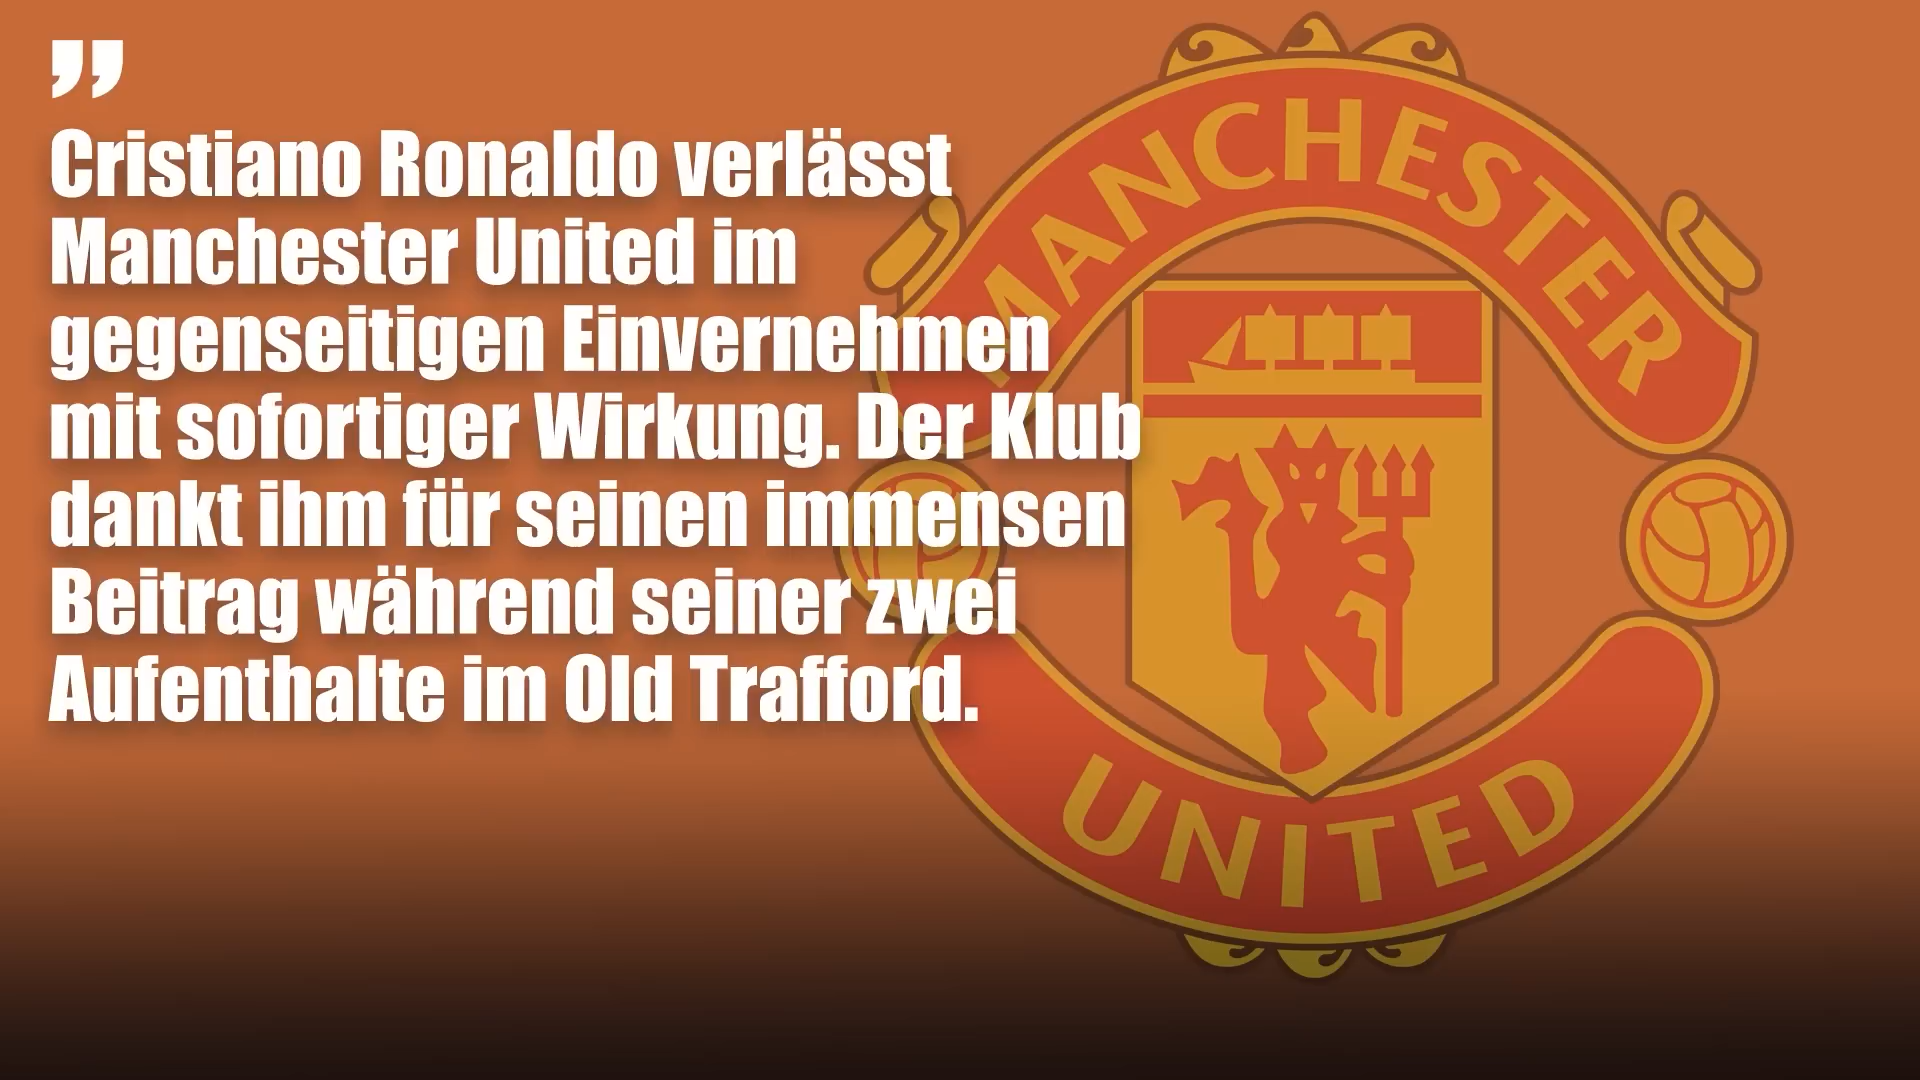 ”
Cristiano Ronaldo verlässt
Manchester United im
gegenseitigen Einvernehmen
mit sofortiger Wirkung. Der Klub
dankt ihm für seinen immensen
Beitrag während seiner zwei
Aufenthalte im Old Trafford.
MANCHESTER
UNITED